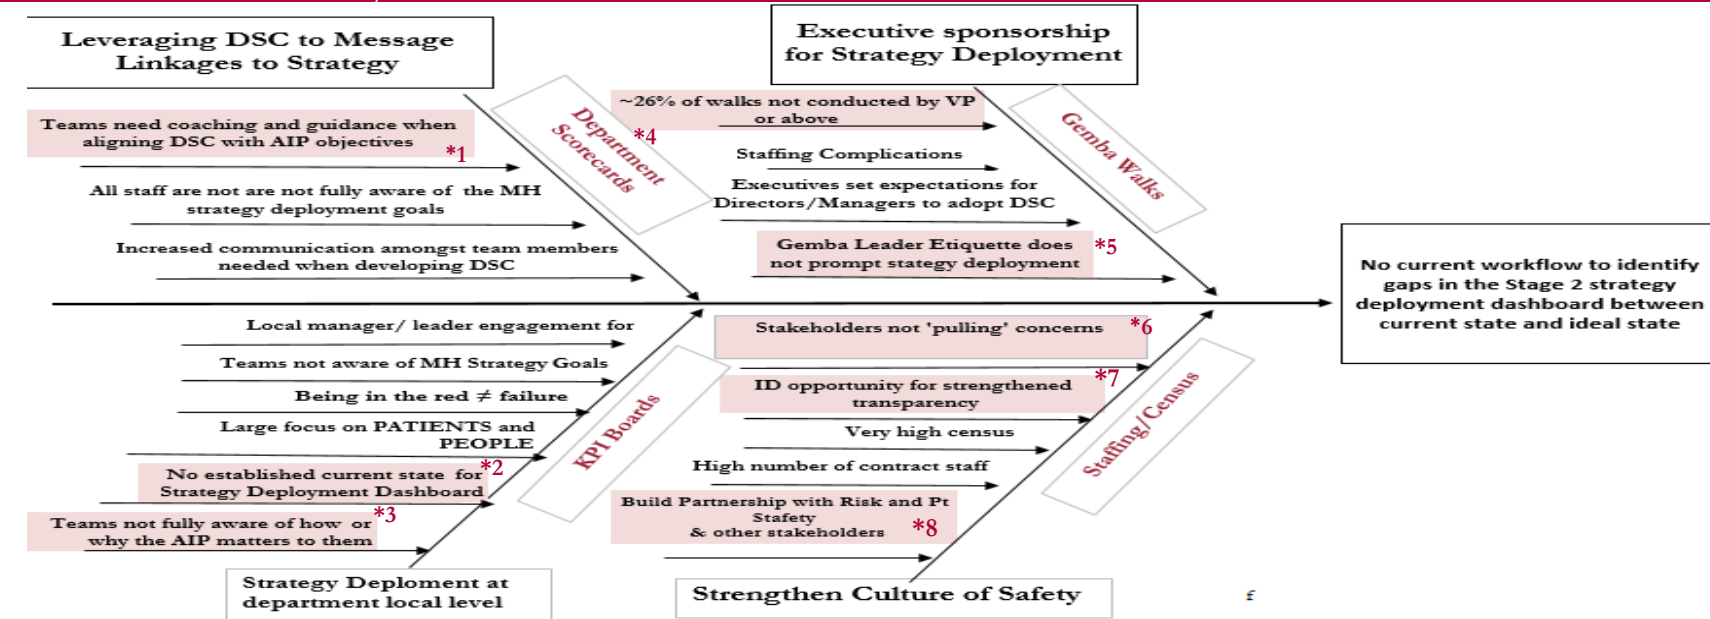 Leveraging DSC to Message
Linkages to Strategy
Teams need coaching and guidance when
aligning DSC with AIP objectives
*1
All staff are not are not fully aware of the MH
strategy deployment goals
Increased communication amongst team members
needed when developing DSC
Department
Scorecards
Executive sponsorship
for Strategy Deployment
~26% of walks not conducted by VP
or above
*4
Staffing Complications
Executives set expectations for
Directors/Managers to adopt DSC
Gemba Leader Etiquette does
not prompt stategy deployment
*5
Gemba Walks
No current workflow to identify
gaps in the Stage 2 strategy
deployment dashboard between
current state and ideal state
Local manager/ leader engagement for
Teams not aware of MH Strategy Goals
Being in the red ≠ failure
Large focus on PATIENTS and
PEOPLE
No established current state for
Strategy Deployment Dashboard
*2
Teams not fully aware of how or
why the AIP matters to them
*3
KPI Boards
Strategy Deploment at
department local level
Stakeholders not 'pulling' concerns
*6
ID opportunity for strengthened
transparency
*7
Very high census
High number of contract staff
Build Partnership with Risk and Pt
Stafety
& other stakeholders
*8
Staffing/Census
Strengthen Culture of Safety
f